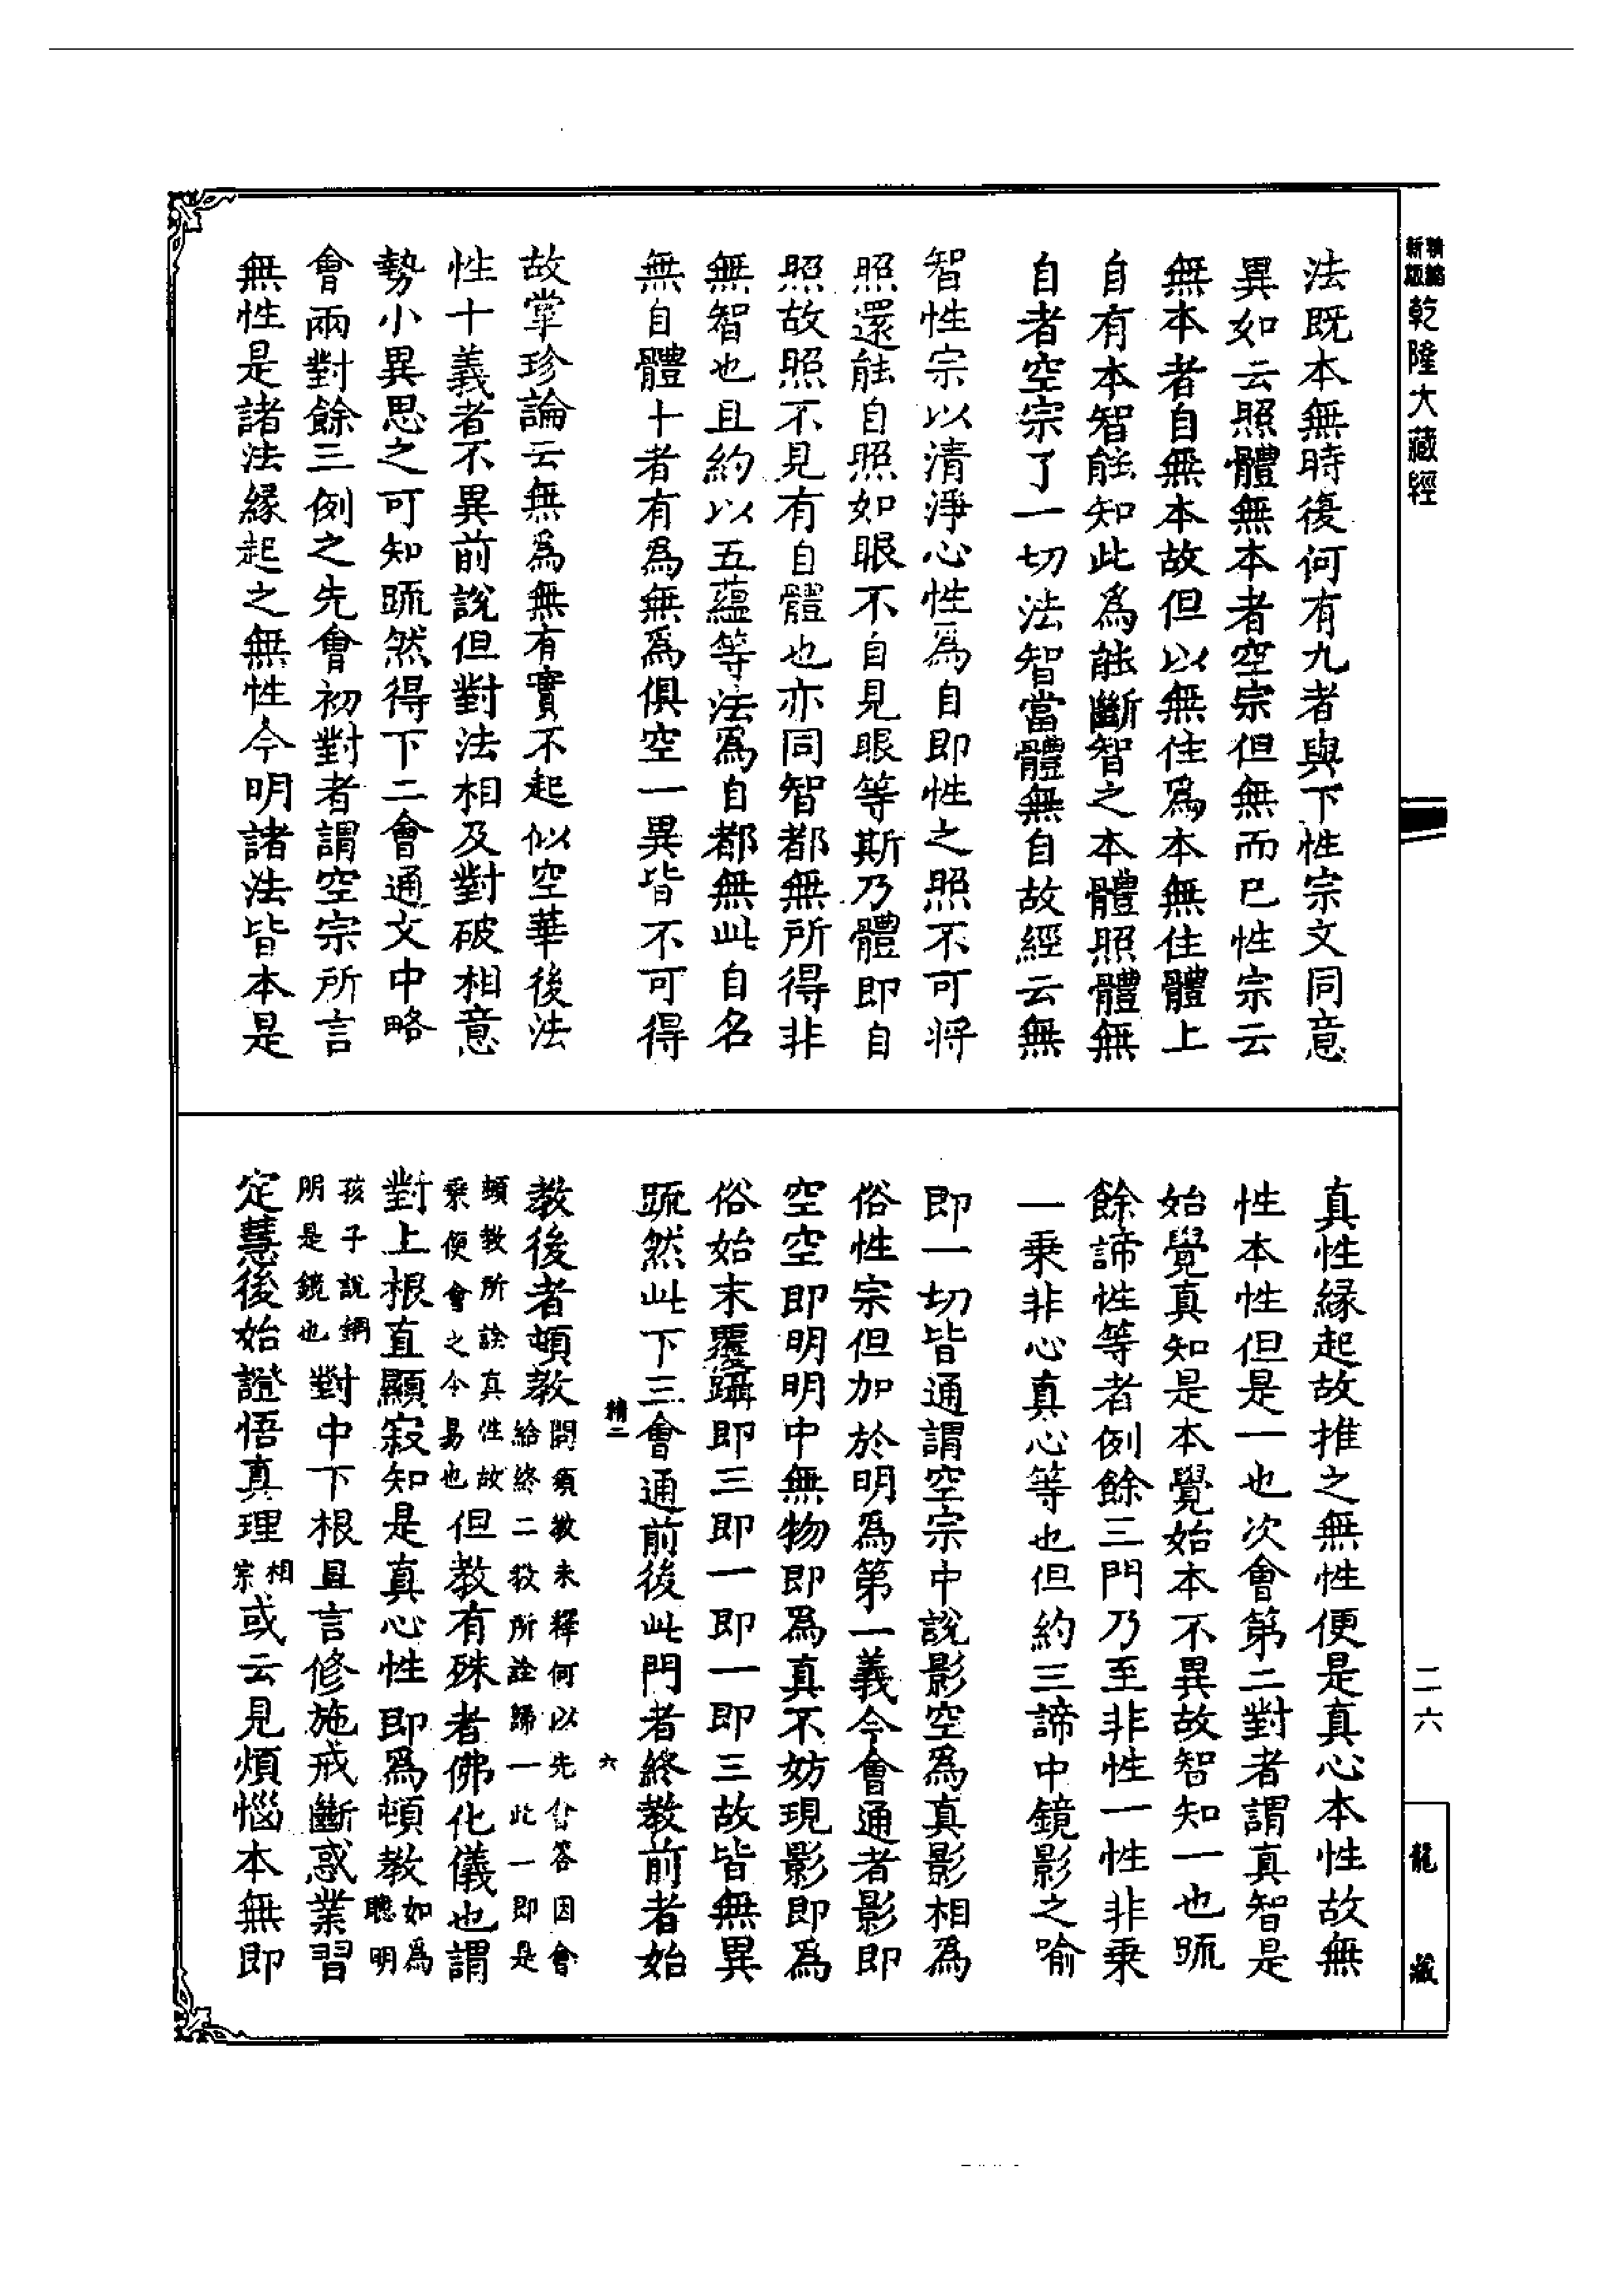 新編
新版
乾隆大藏經
法既本無時後何有九者與下性宗文同意
異如云照體無本者空宗但無而已性宗云
無本者自無本故但以無住爲本無住體上
自有本智能知此爲能斷智之本體照體無
自者空宗了一切法智當體無自故經云無
智性宗以清淨心性爲自即性之照不可將
照還能自照如眼不自見眼等斯乃體即自
照故照不見有自體也亦同智都無所得非
無智也且約以五蘊等法爲自都無此自名
無自體十者有爲無爲俱空一異皆不可得
故掌珍論云無爲無有實不起似空華後法
性十義者不異前說但對法相及對破相意
勢小異思之可知䟽然得下二會通文中略
會兩對餘三例之先會初對者謂空宗所言
無性是諸法緣起之無性今明諸法皆本是
真性緣起故推之無性便是真心本性故無
性本性但是一也次會第二對者謂真智是
始覺真知是本覺始本不異故智知一也䟽
餘諦性等者例餘三門乃至非性一性非乗
一乗非心真心等也但約三諦中鏡影之喻
即一切皆通謂空宗中說影空爲真影相爲
俗性宗但加於明爲第一義今會通者影即
空空即明明中無物即爲真不妨現影即爲
俗始末覆躡即三即一即一即三故皆無異
䟽然此下三會通前後此門者終教前者始
精二
六
教後者頓教問頓教未釋何以先會答因會
給終二教所詮歸一此一即是
頓教所詮真性故
乗便會之今易也但教有殊者佛化儀也謂
對上根直顯寂知是真心性即爲頓教如爲
聰明
孩子說銅
明是鏡也對中下根且言修施戒斷惑業習
定慧後始證悟真理相
宗或云見煩惱本無即
二六
龍藏